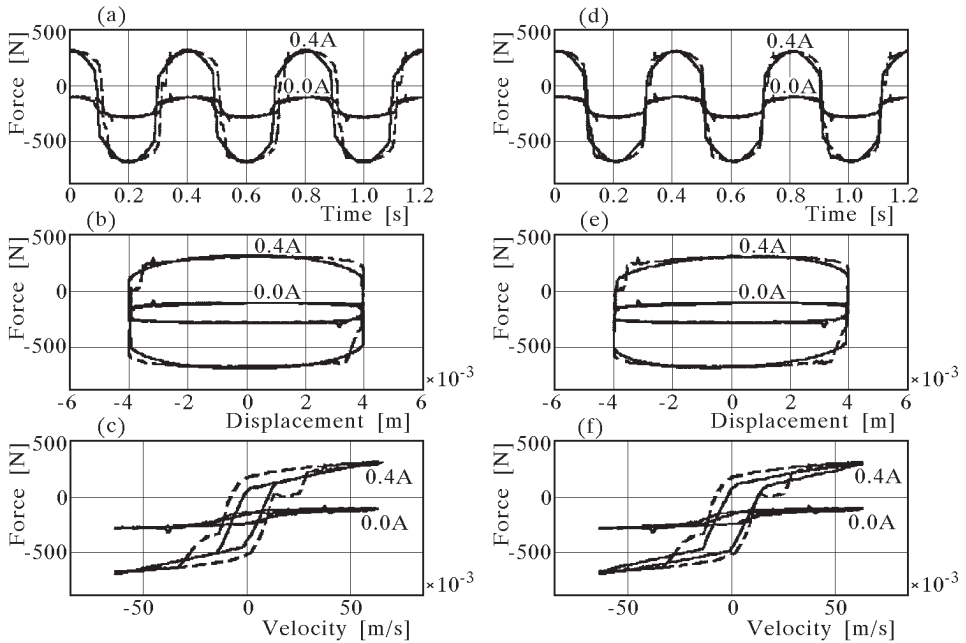 (a)
(d)
500
0
-500
Force [N]
0.4A
0.0A
0 0.2 0.4 0.6 0.8 1.0 1.2
Time [s]
500
0
-500
Force [N]
0.4A
0.0A
0 0.2 0.4 0.6 0.8 1.0 1.2
Time [s]
(b)
(e)
500
0
-500
Force [N]
0.4A
0.0A
×10-3
-6 -4 -2 0 2 4 6
Displacement [m]
500
0
-500
Force [N]
0.4A
0.0A
×10-3
-6 -4 -2 0 2 4 6
Displacement [m]
(c)
(f)
500
0
-500
Force [N]
0.4A
0.0A
×10-3
-50 0 50
Velocity [m/s]
500
0
-500
Force [N]
0.4A
0.0A
×10-3
-50 0 50
Velocity [m/s]